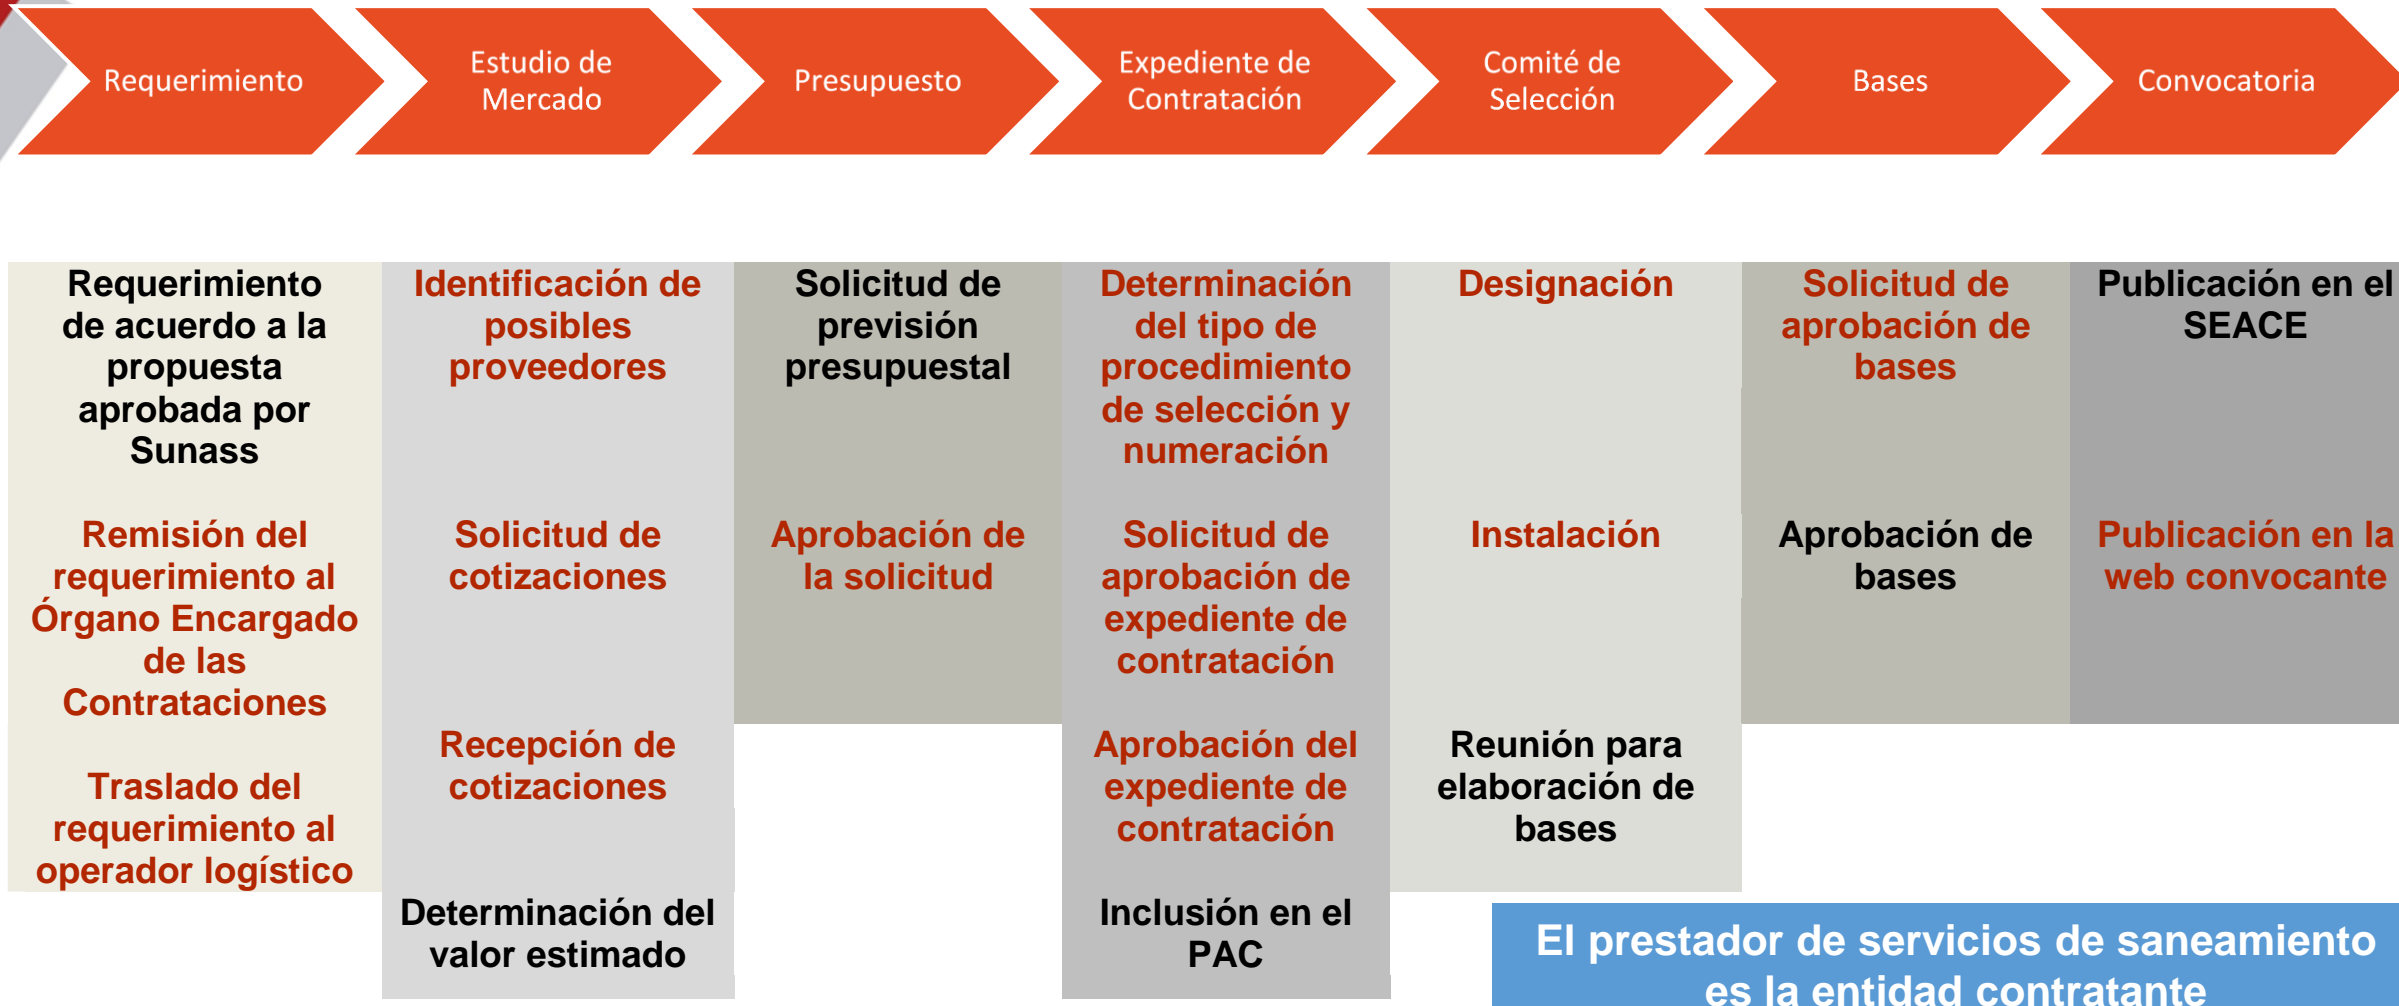 Requerimiento
Estudio de
Mercado
Presupuesto
Expediente de
Contratación
Comité de
Selección
Bases
Convocatoria
Requerimiento
de acuerdo a la
propuesta
aprobada por
Sunass
Remisión del
requerimiento al
Órgano Encargado
de las
Contrataciones
Traslado del
requerimiento al
operador logístico
Identificación de
posibles
proveedores
Solicitud de
cotizaciones
Recepción de
cotizaciones
Determinación del
valor estimado
Solicitud de
previsión
presupuestal
Aprobación de
la solicitud
Determinación
del tipo de
procedimiento
de selección y
numeración
Solicitud de
aprobación de
expediente de
contratación
Aprobación del
expediente de
contratación
Inclusión en el
PAC
Designación
Instalación
Reunión para
elaboración de
bases
Solicitud de
aprobación de
bases
Aprobación de
bases
Publicación en el
SEACE
Publicación en la
web convocante
El prestador de servicios de saneamiento
es la entidad contratante